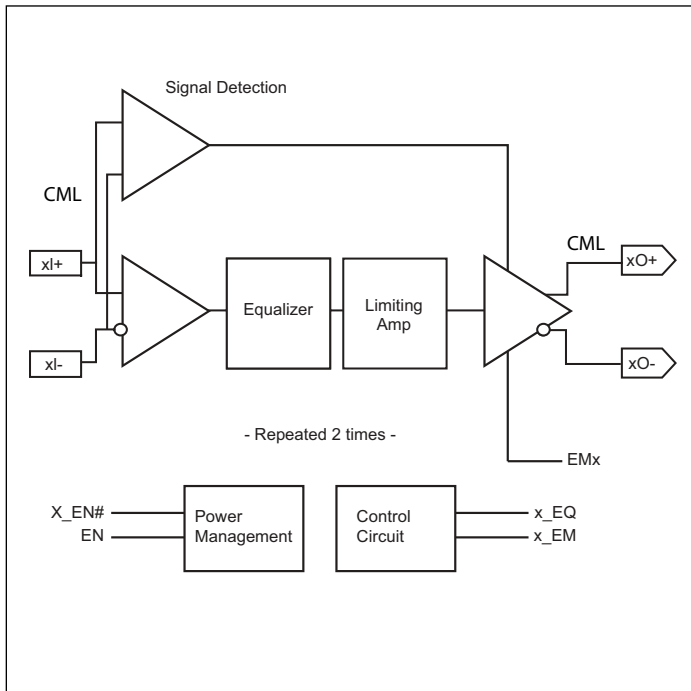 Signal Detection
CML
CML
xI+
xO+
Equalizer
Limiting
Amp
xI-
xO-
- Repeated 2 times -
EMx
X_EN#
EN
Power
Management
Control
Circuit
x_EQ
x_EM